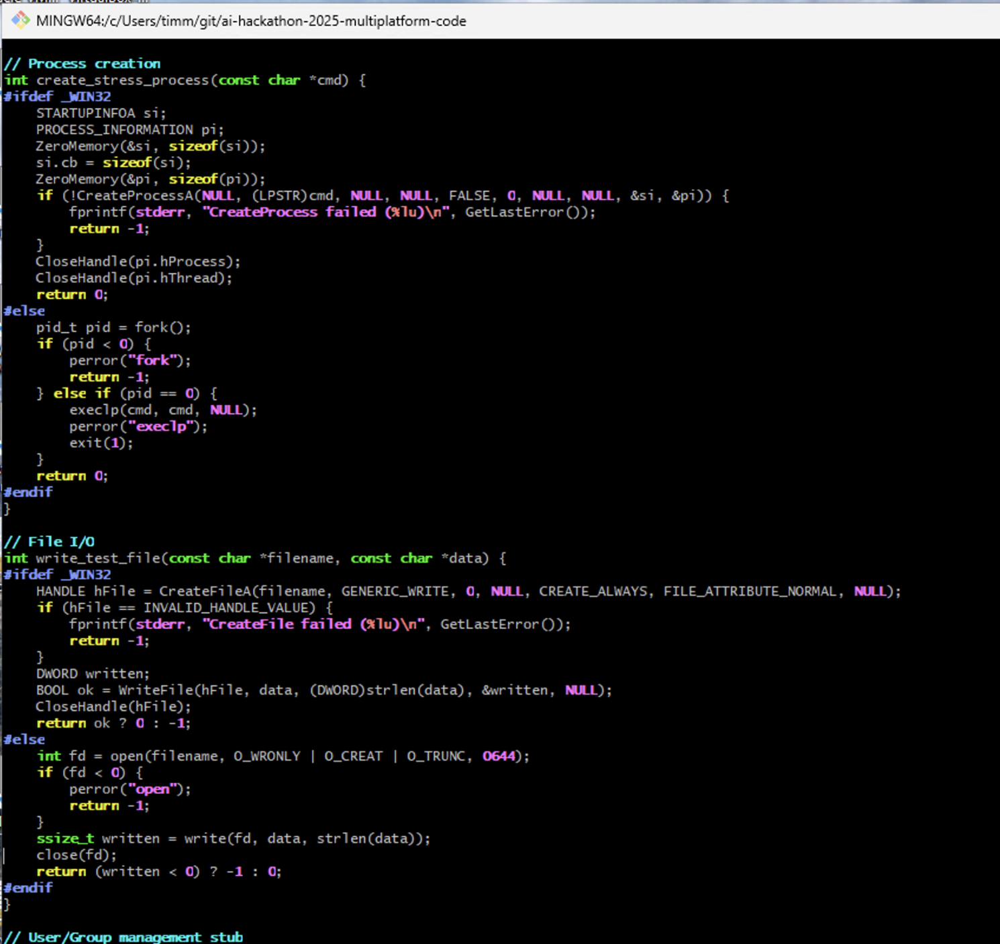 MINGW64:/c/Users/timm/git/ai-hackathon-2025-multiplatform-code
// Process creation
int create_stress_process(const char *cmd) {
#ifdef _WIN32
    STARTUPINFOA si;
    PROCESS_INFORMATION pi;
    ZeroMemory(&si, sizeof(si));
    si.cb = sizeof(si);
    ZeroMemory(&pi, sizeof(pi));
    if (!CreateProcessA(NULL, (LPSTR)cmd, NULL, NULL, FALSE, 0, NULL, NULL, &si, &pi)) {
        fprintf(stderr, "CreateProcess failed (%lu)\n", GetLastError());
        return -1;
    }
    CloseHandle(pi.hProcess);
    CloseHandle(pi.hThread);
    return 0;
#else
    pid_t pid = fork();
    if (pid < 0) {
        perror("fork");
        return -1;
    } else if (pid == 0) {
        execlp(cmd, cmd, NULL);
        perror("execlp");
        exit(1);
    }
    return 0;
#endif
}
// File I/O
int write_test_file(const char *filename, const char *data) {
#ifdef _WIN32
    HANDLE hFile = CreateFileA(filename, GENERIC_WRITE, 0, NULL, CREATE_ALWAYS, FILE_ATTRIBUTE_NORMAL, NULL);
    if (hFile == INVALID_HANDLE_VALUE) {
        fprintf(stderr, "CreateFile failed (%lu)\n", GetLastError());
        return -1;
    }
    DWORD written;
    BOOL ok = WriteFile(hFile, data, (DWORD)strlen(data), &written, NULL);
    CloseHandle(hFile);
    return ok ? 0 : -1;
#else
    int fd = open(filename, O_WRONLY | O_CREAT | O_TRUNC, 0644);
    if (fd < 0) {
        perror("open");
        return -1;
    }
    ssize_t written = write(fd, data, strlen(data));
    close(fd);
    return (written < 0) ? -1 : 0;
#endif
}
// User/Group management stub